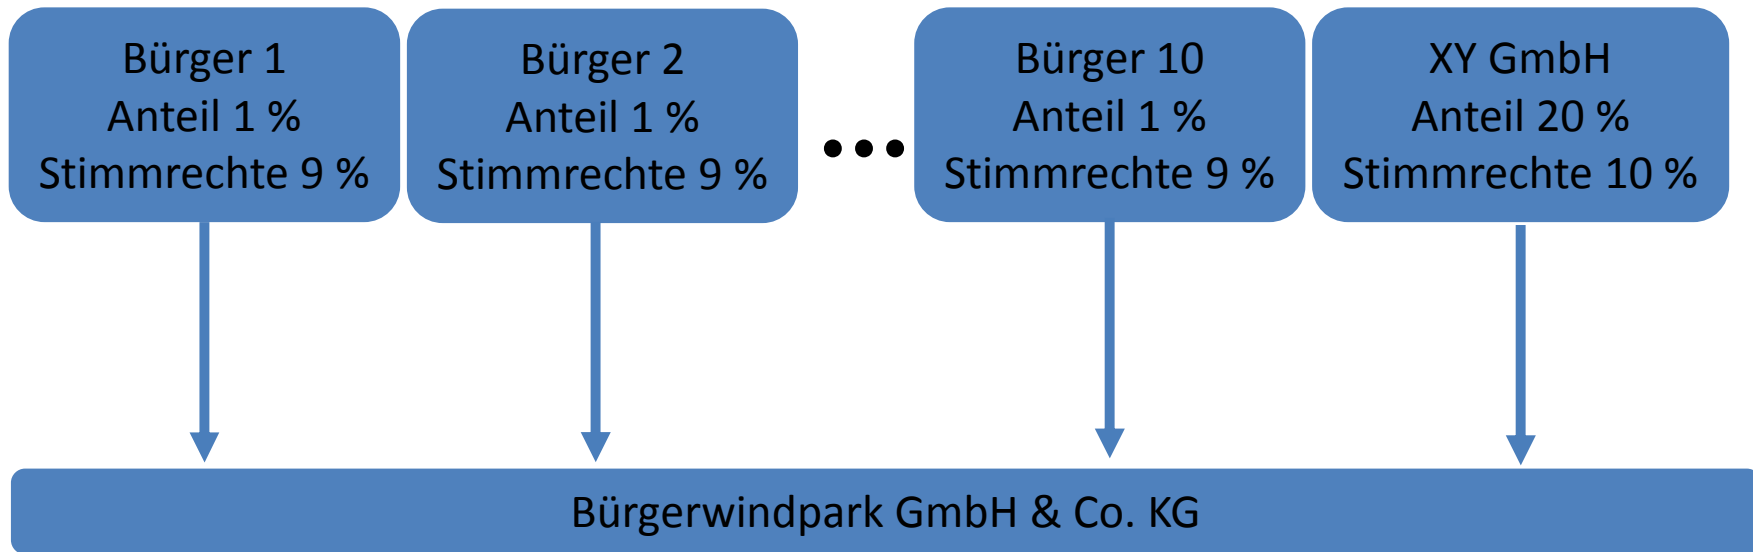 Bürger 1
Anteil 1 %
Stimmrechte 9 %
Bürger 2
Anteil 1 %
Stimmrechte 9 %
...
Bürger 10
Anteil 1 %
Stimmrechte 9 %
XY GmbH
Anteil 20 %
Stimmrechte 10 %
Bürgerwindpark GmbH & Co. KG